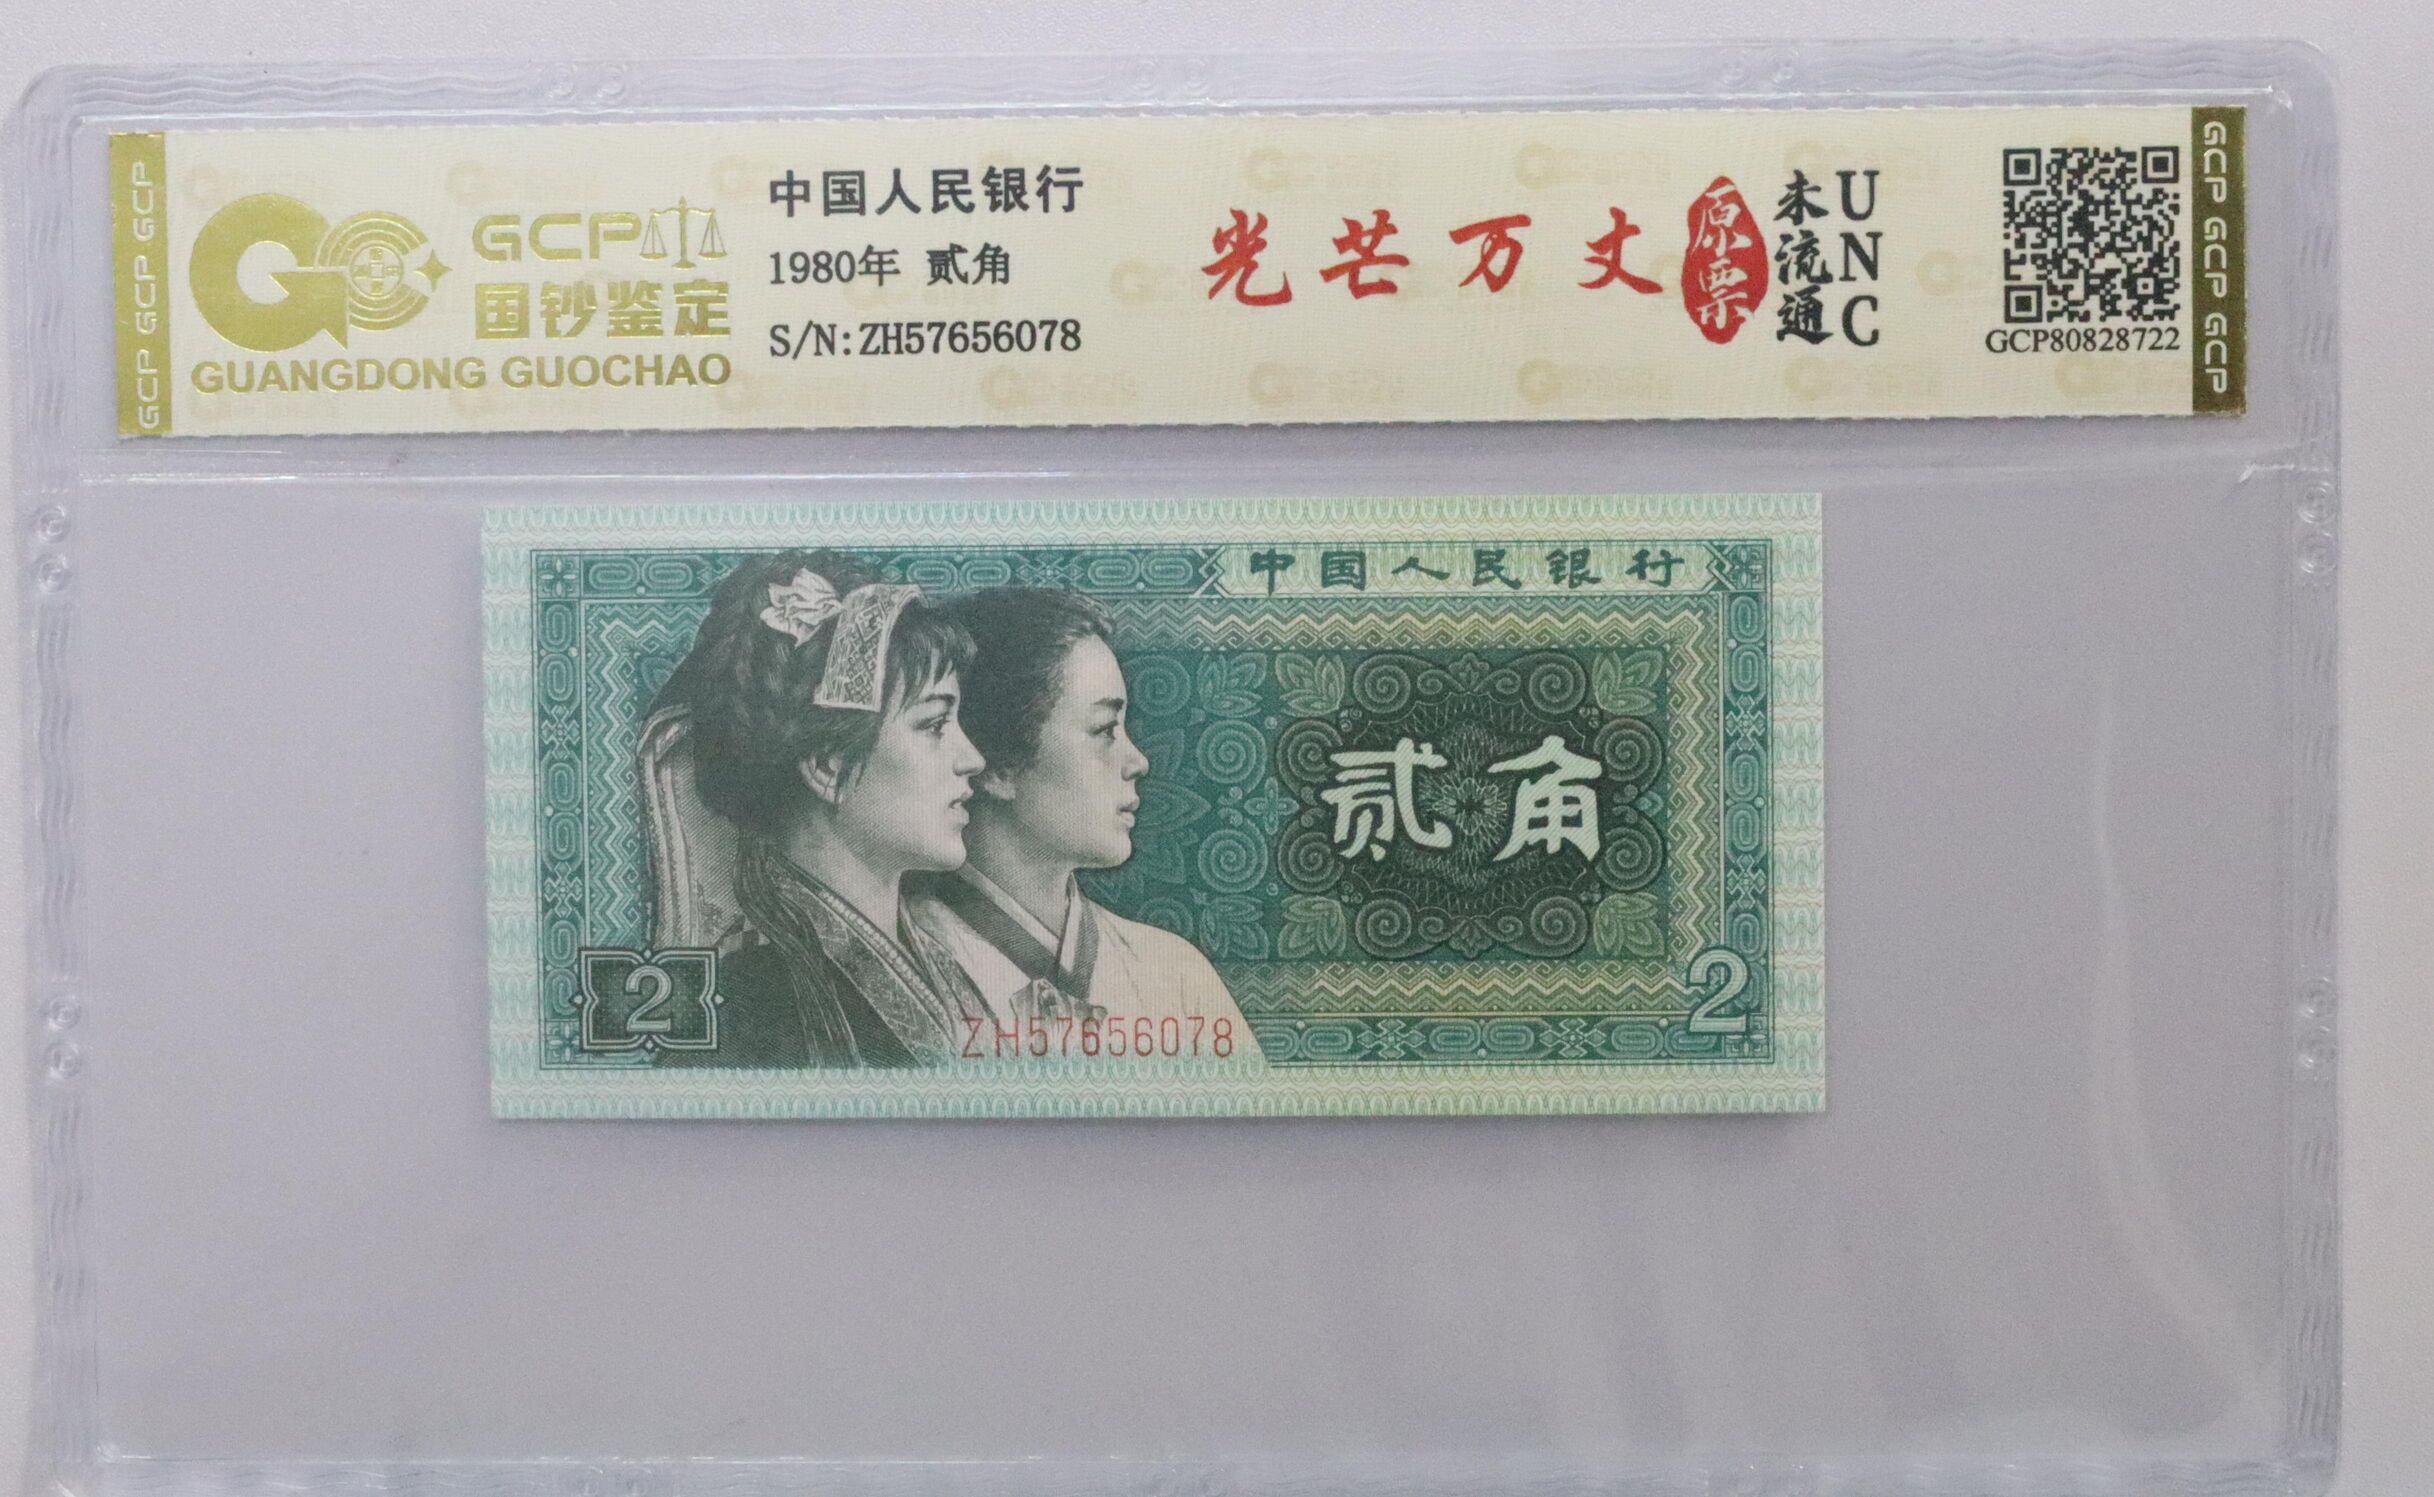 GCP GCP GCP
GCP
国钞鉴定
GUANGDONG GUOCHAO
中国人民银行
1980年 贰角
S/N:ZH57656078
光芒万丈
原票
未流通
UNC
GCP80828722
GCP GCP GCP
中国人民银行
贰角
2
2
ZH57656078